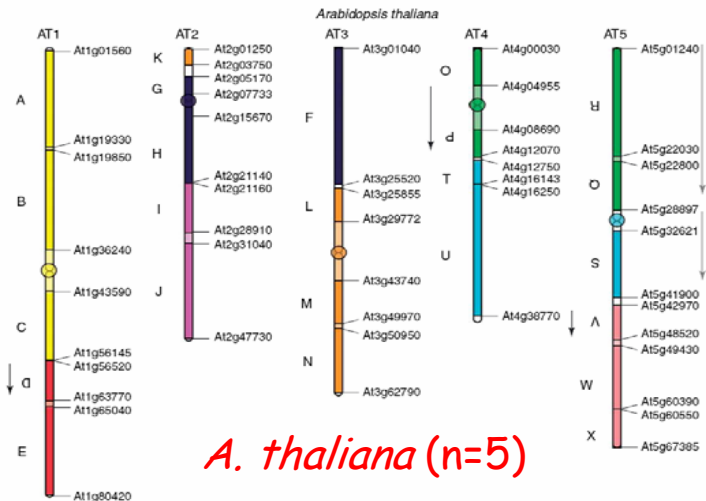 Arabidopsis thaliana
AT1
At1g01560
A
At1g19330
At1g19850
B
At1g36240
At1g43590
C
At1g56145
At1g56520
D
At1g63770
At1g65040
E
At1g80420
AT2
At2g01250
K
At2g03750
At2g05170
G
At2g07733
At2g15670
H
At2g21140
At2g21160
I
At2g28910
At2g31040
J
At2g47730
AT3
At3g01040
F
At3g25520
At3g25855
L
At3g29772
At3g43740
M
At3g49970
At3g50950
N
At3g62790
AT4
At4g00030
O
At4g04955
At4g08690
P
At4g12070
At4g12750
T
At4g16143
At4g16250
U
At4g38770
AT5
At5g01240
R
At5g22030
At5g22800
Q
At5g28897
At5g32621
S
At5g41900
At5g42970
V
At5g48520
At5g49430
W
At5g60390
At5g60550
X
At5g67385
A. thaliana (n=5)